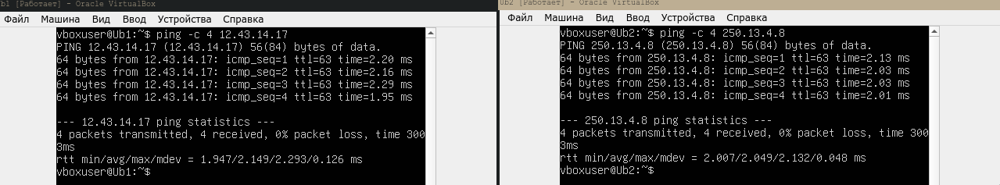 Ub1 [Работает] - Oracle VirtualBox
Файл Машина Вид Ввод Устройства Справка
vboxuser@Ub1:~$ ping -c 4 12.43.14.17
PING 12.43.14.17 (12.43.14.17) 56(84) bytes of data.
64 bytes from 12.43.14.17: icmp_seq=1 ttl=63 time=2.20 ms
64 bytes from 12.43.14.17: icmp_seq=2 ttl=63 time=2.16 ms
64 bytes from 12.43.14.17: icmp_seq=3 ttl=63 time=2.29 ms
64 bytes from 12.43.14.17: icmp_seq=4 ttl=63 time=1.95 ms
--- 12.43.14.17 ping statistics ---
4 packets transmitted, 4 received, 0% packet loss, time 300
3ms
rtt min/avg/max/mdev = 1.947/2.149/2.293/0.126 ms
vboxuser@Ub1:~$
Ub2 [Работает] - Oracle VirtualBox
Файл Машина Вид Ввод Устройства Справка
vboxuser@Ub2:~$ ping -c 4 250.13.4.8
PING 250.13.4.8 (250.13.4.8) 56(84) bytes of data.
64 bytes from 250.13.4.8: icmp_seq=1 ttl=63 time=2.13 ms
64 bytes from 250.13.4.8: icmp_seq=2 ttl=63 time=2.03 ms
64 bytes from 250.13.4.8: icmp_seq=3 ttl=63 time=2.03 ms
64 bytes from 250.13.4.8: icmp_seq=4 ttl=63 time=2.01 ms
--- 250.13.4.8 ping statistics ---
4 packets transmitted, 4 received, 0% packet loss, time 300
3ms
rtt min/avg/max/mdev = 2.007/2.049/2.132/0.048 ms
vboxuser@Ub2:~$